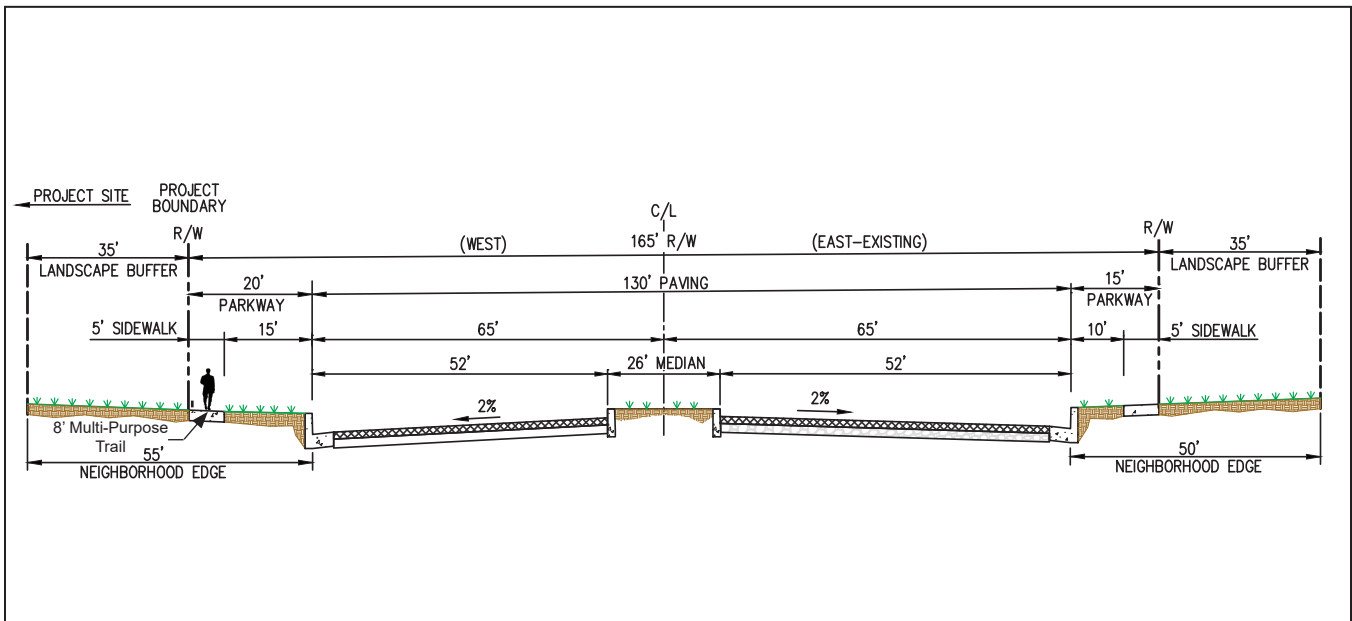 PROJECT SITE
PROJECT
BOUNDARY
R/W
C/L
R/W
(WEST)
165' R/W
(EAST-EXISTING)
35'
LANDSCAPE BUFFER
35'
LANDSCAPE BUFFER
20'
PARKWAY
130' PAVING
15'
PARKWAY
5' SIDEWALK
15'
65'
65'
10'
5' SIDEWALK
52'
26' MEDIAN
52'
2%
2%
8' Multi-Purpose
Trail
55'
NEIGHBORHOOD EDGE
50'
NEIGHBORHOOD EDGE